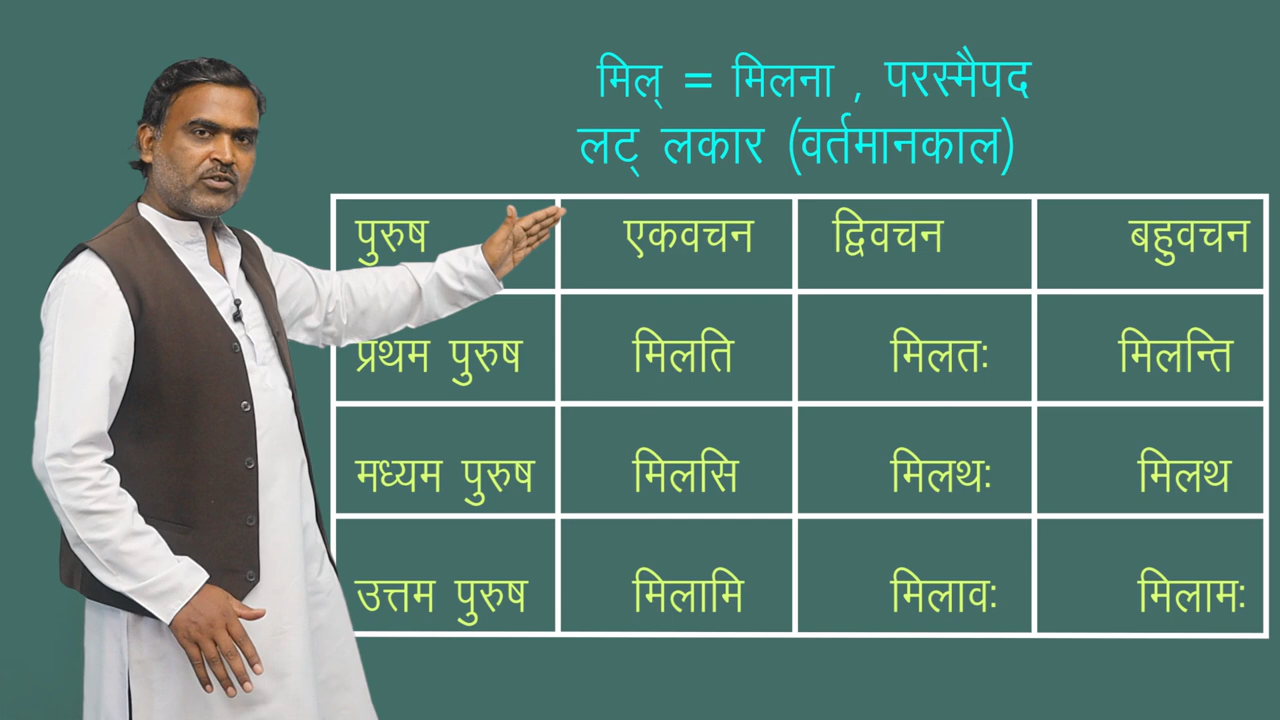 मिल् = मिलना , परस्मैपद
लट् लकार (वर्तमानकाल)
पुरुष एकवचन द्विवचन बहुवचन
प्रथम पुरुष मिलति मिलतः मिलन्ति
मध्यम पुरुष मिलसि मिलथः मिलथ
उत्तम पुरुष मिलामि मिलावः मिलामः